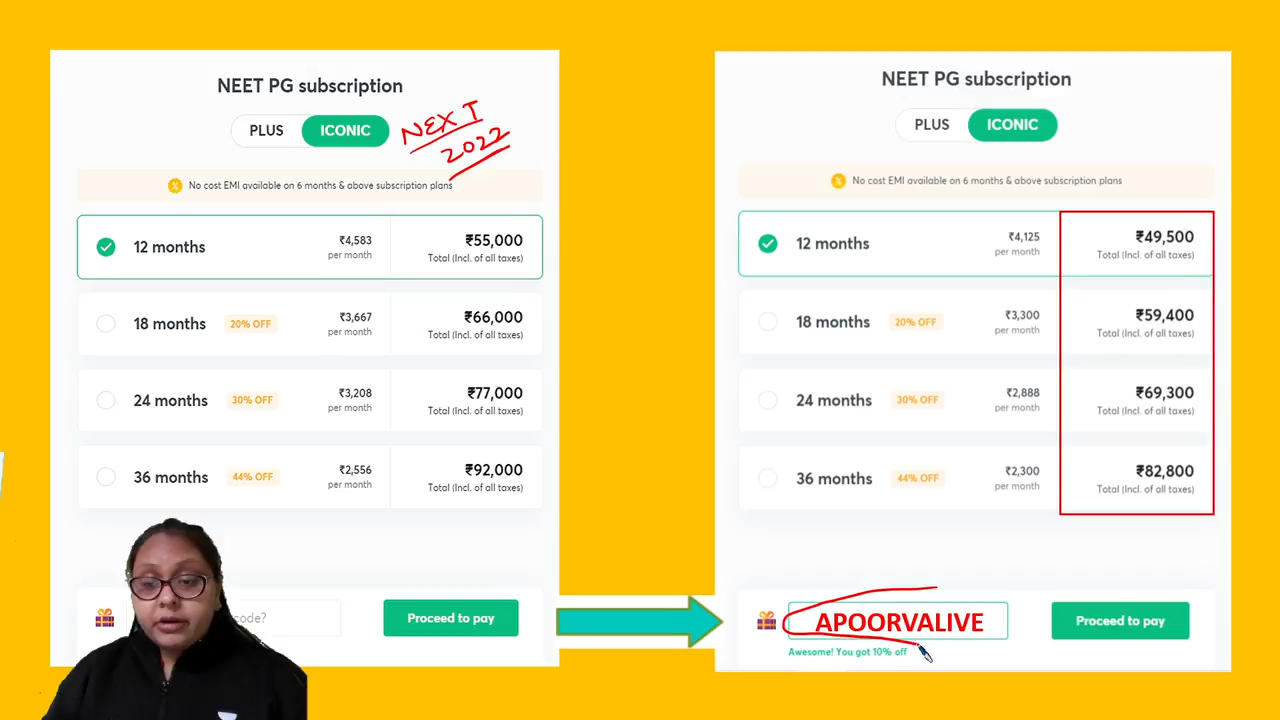 NEET PG subscription
PLUS ICONIC
NEXT
2022
No cost EMI available on 6 months & above subscription plans
12 months ₹4,583 per month ₹55,000 Total (Incl. of all taxes)
18 months 20% OFF ₹3,667 per month ₹66,000 Total (Incl. of all taxes)
24 months 30% OFF ₹3,208 per month ₹77,000 Total (Incl. of all taxes)
36 months 44% OFF ₹2,556 per month ₹92,000 Total (Incl. of all taxes)
code? Proceed to pay
NEET PG subscription
PLUS ICONIC
No cost EMI available on 6 months & above subscription plans
12 months ₹4,125 per month ₹49,500 Total (Incl. of all taxes)
18 months 20% OFF ₹3,300 per month ₹59,400 Total (Incl. of all taxes)
24 months 30% OFF ₹2,888 per month ₹69,300 Total (Incl. of all taxes)
36 months 44% OFF ₹2,300 per month ₹82,800 Total (Incl. of all taxes)
APOORVALIVE Proceed to pay
Awesome! You got 10% off